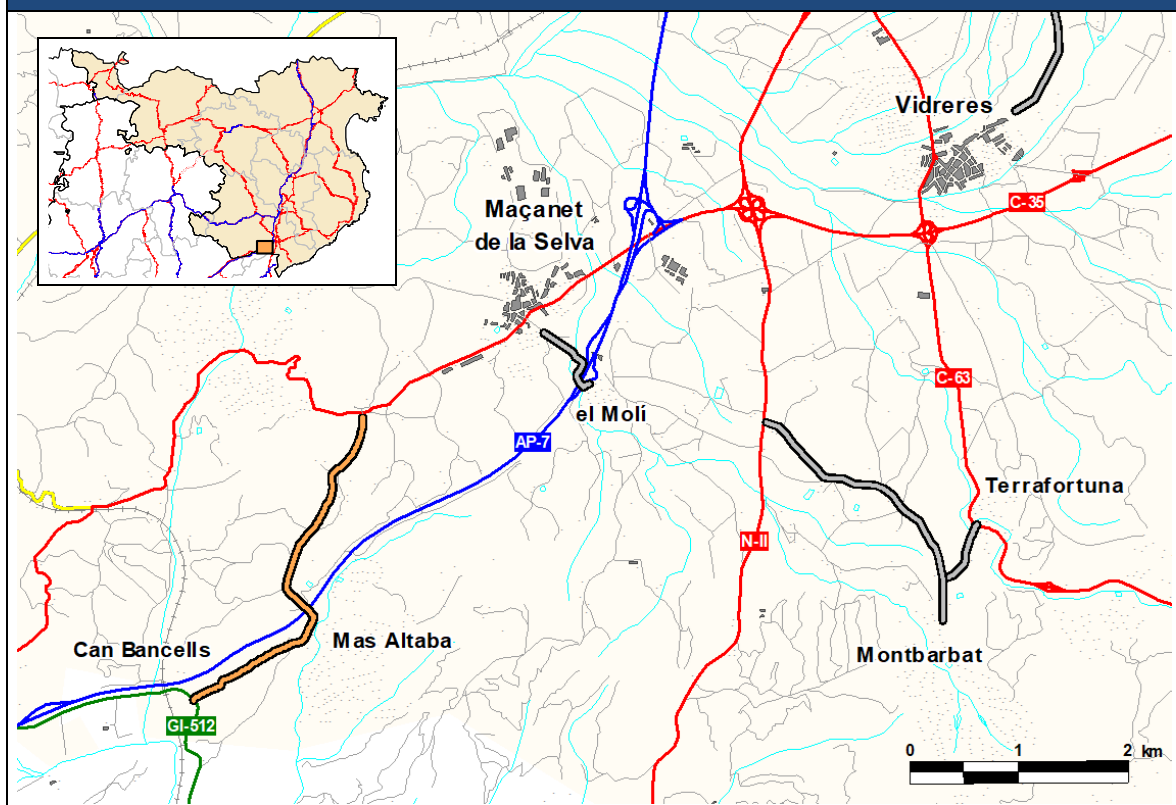 Vidreres
C-35
Maçanet
de la Selva
C-63
el Molí
AP-7
Terrafortuna
N-II
Can Bancells
Mas Altaba
Montbarbat
GI-512
0 1 2 km